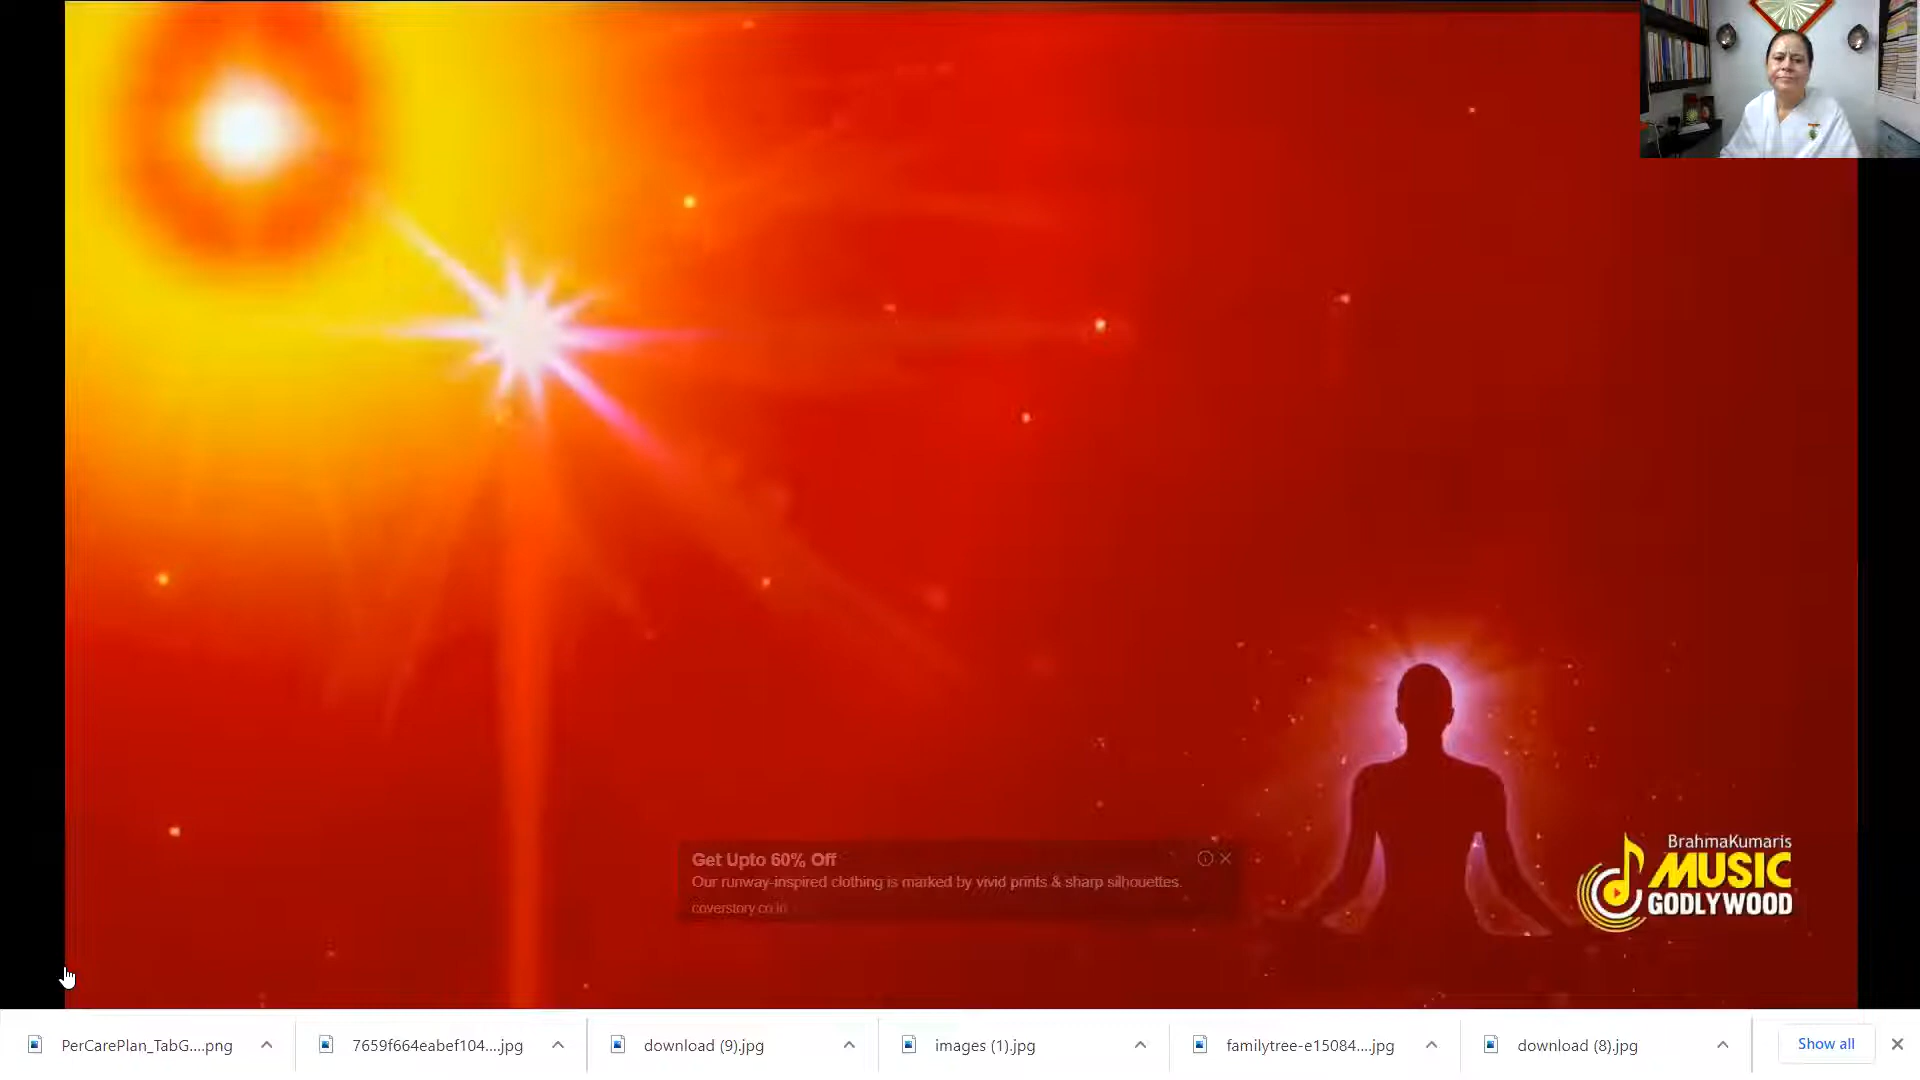 Get Upto 60% Off
Our runway-inspired clothing is marked by vivid prints & sharp silhouettes.
coverstory.co.in
BrahmaKumaris
MUSIC
GODLYWOOD
PerCarePlan_TabG....png
7659f664eabef104....jpg
download (9).jpg
images (1).jpg
familytree-e15084....jpg
download (8).jpg
Show all